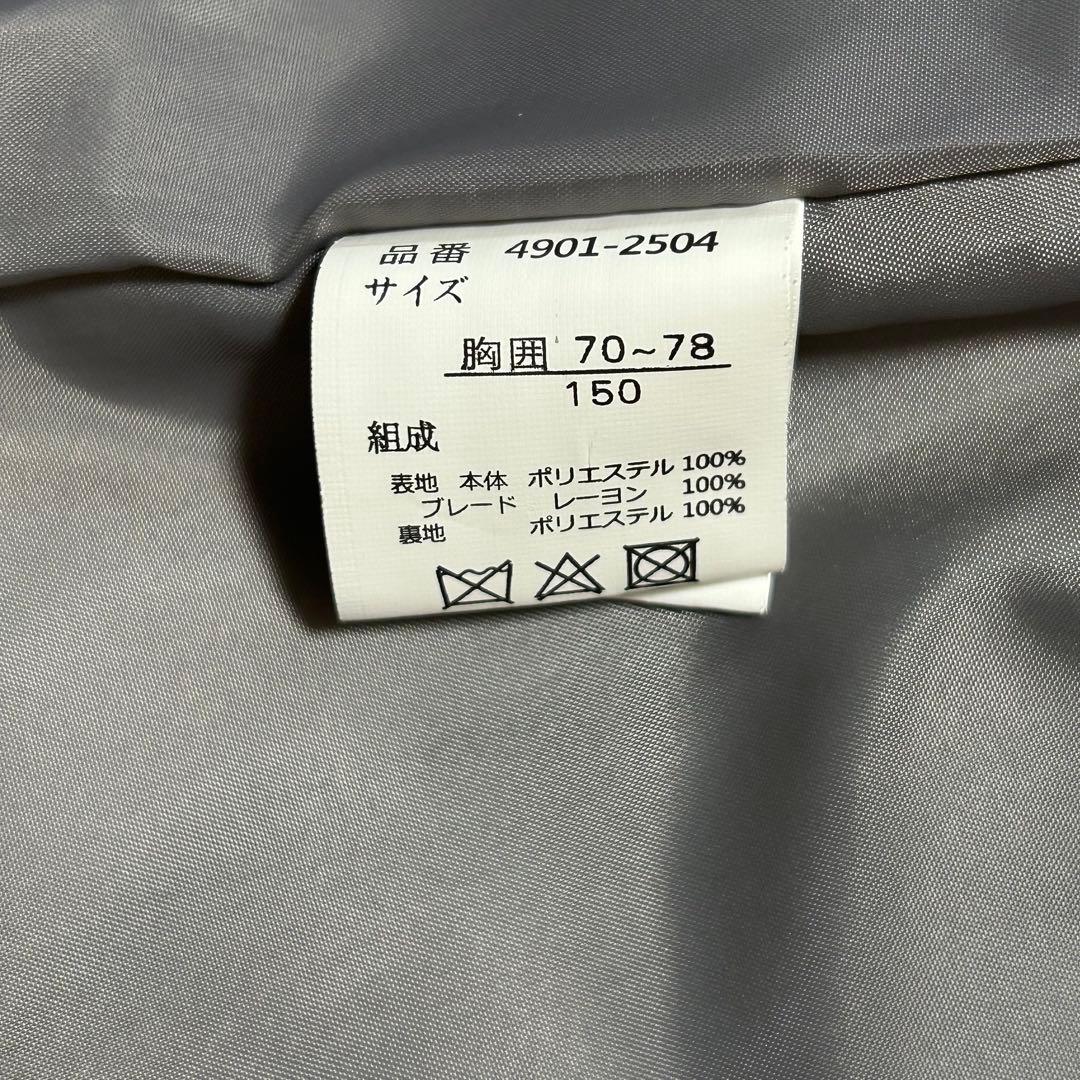 品番 4901-2504
サイズ
胸囲 70~78
150
組成
表地 本体 ポリエステル 100%
ブレード レーヨン 100%
裏地 ポリエステル 100%